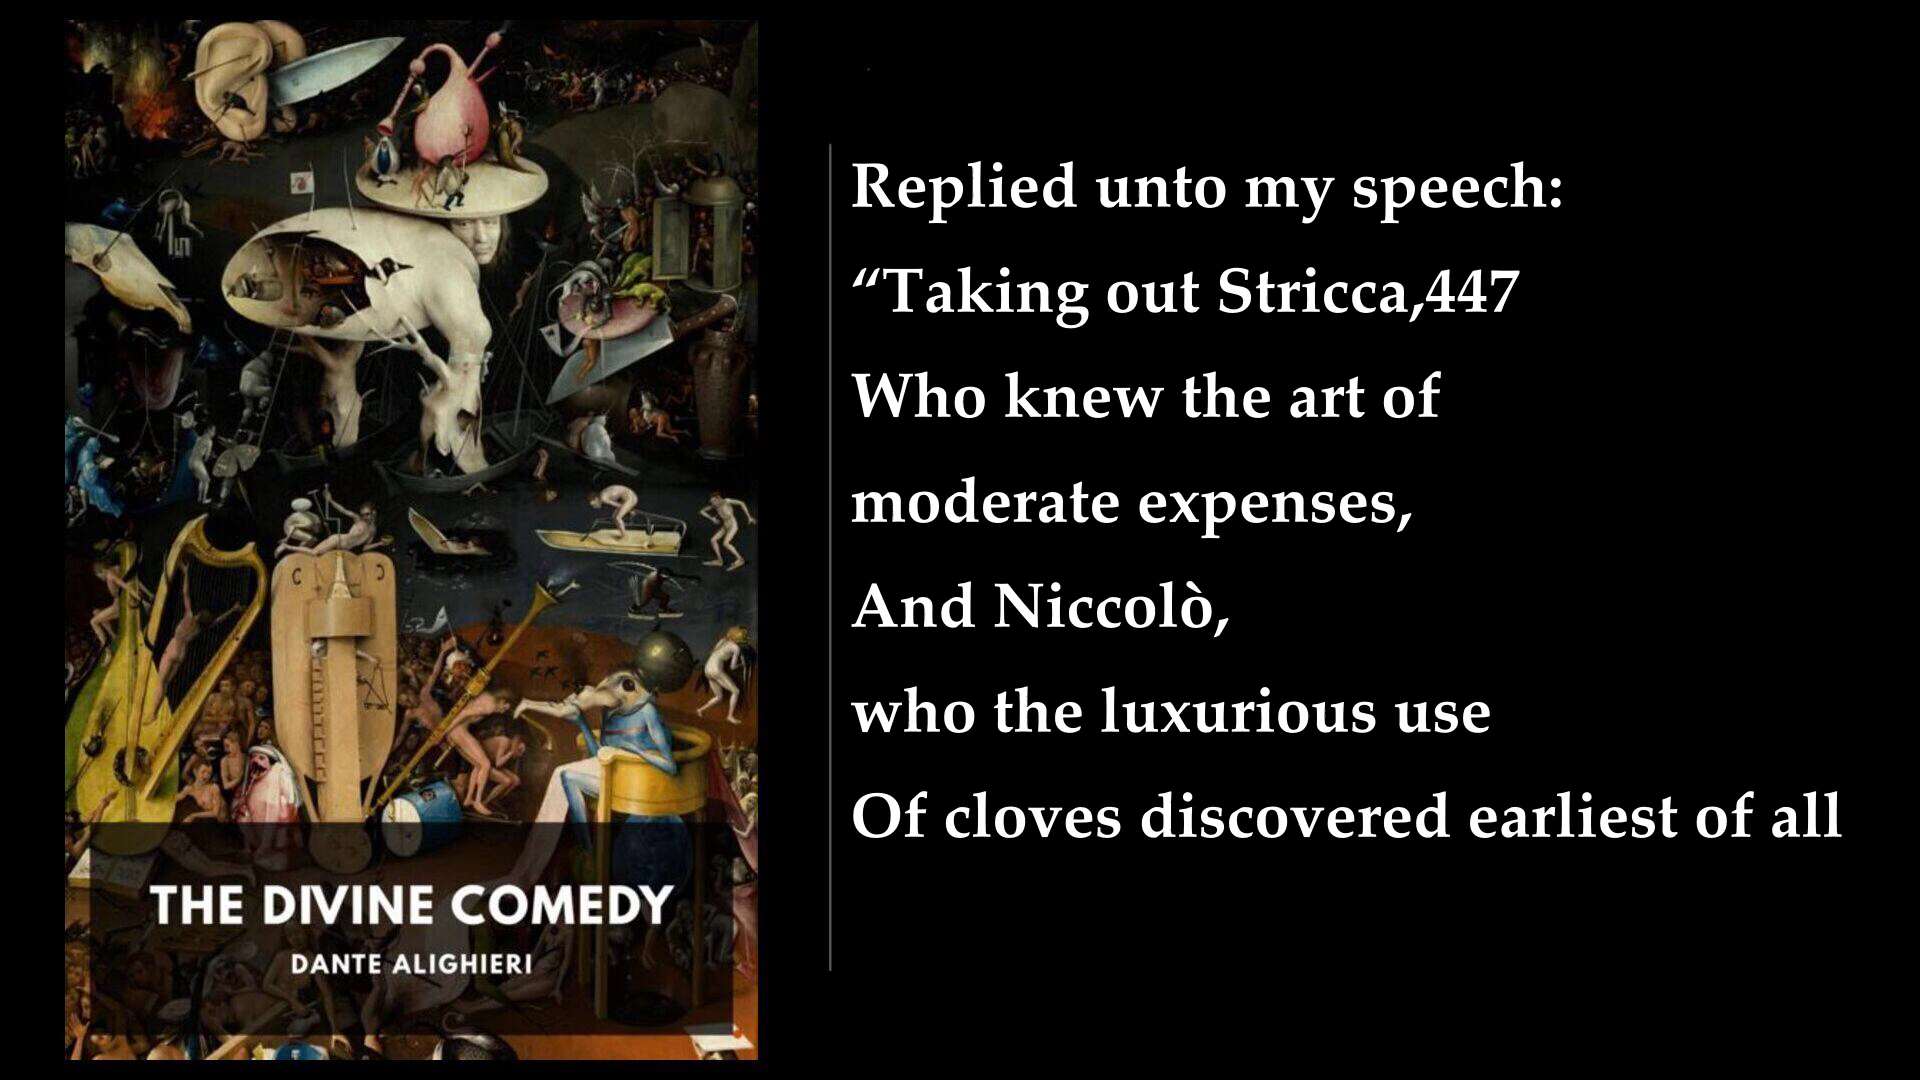 THE DIVINE COMEDY
DANTE ALIGHIERI
Replied unto my speech:
“Taking out Stricca,447
Who knew the art of
moderate expenses,
And Niccolò,
who the luxurious use
Of cloves discovered earliest of all